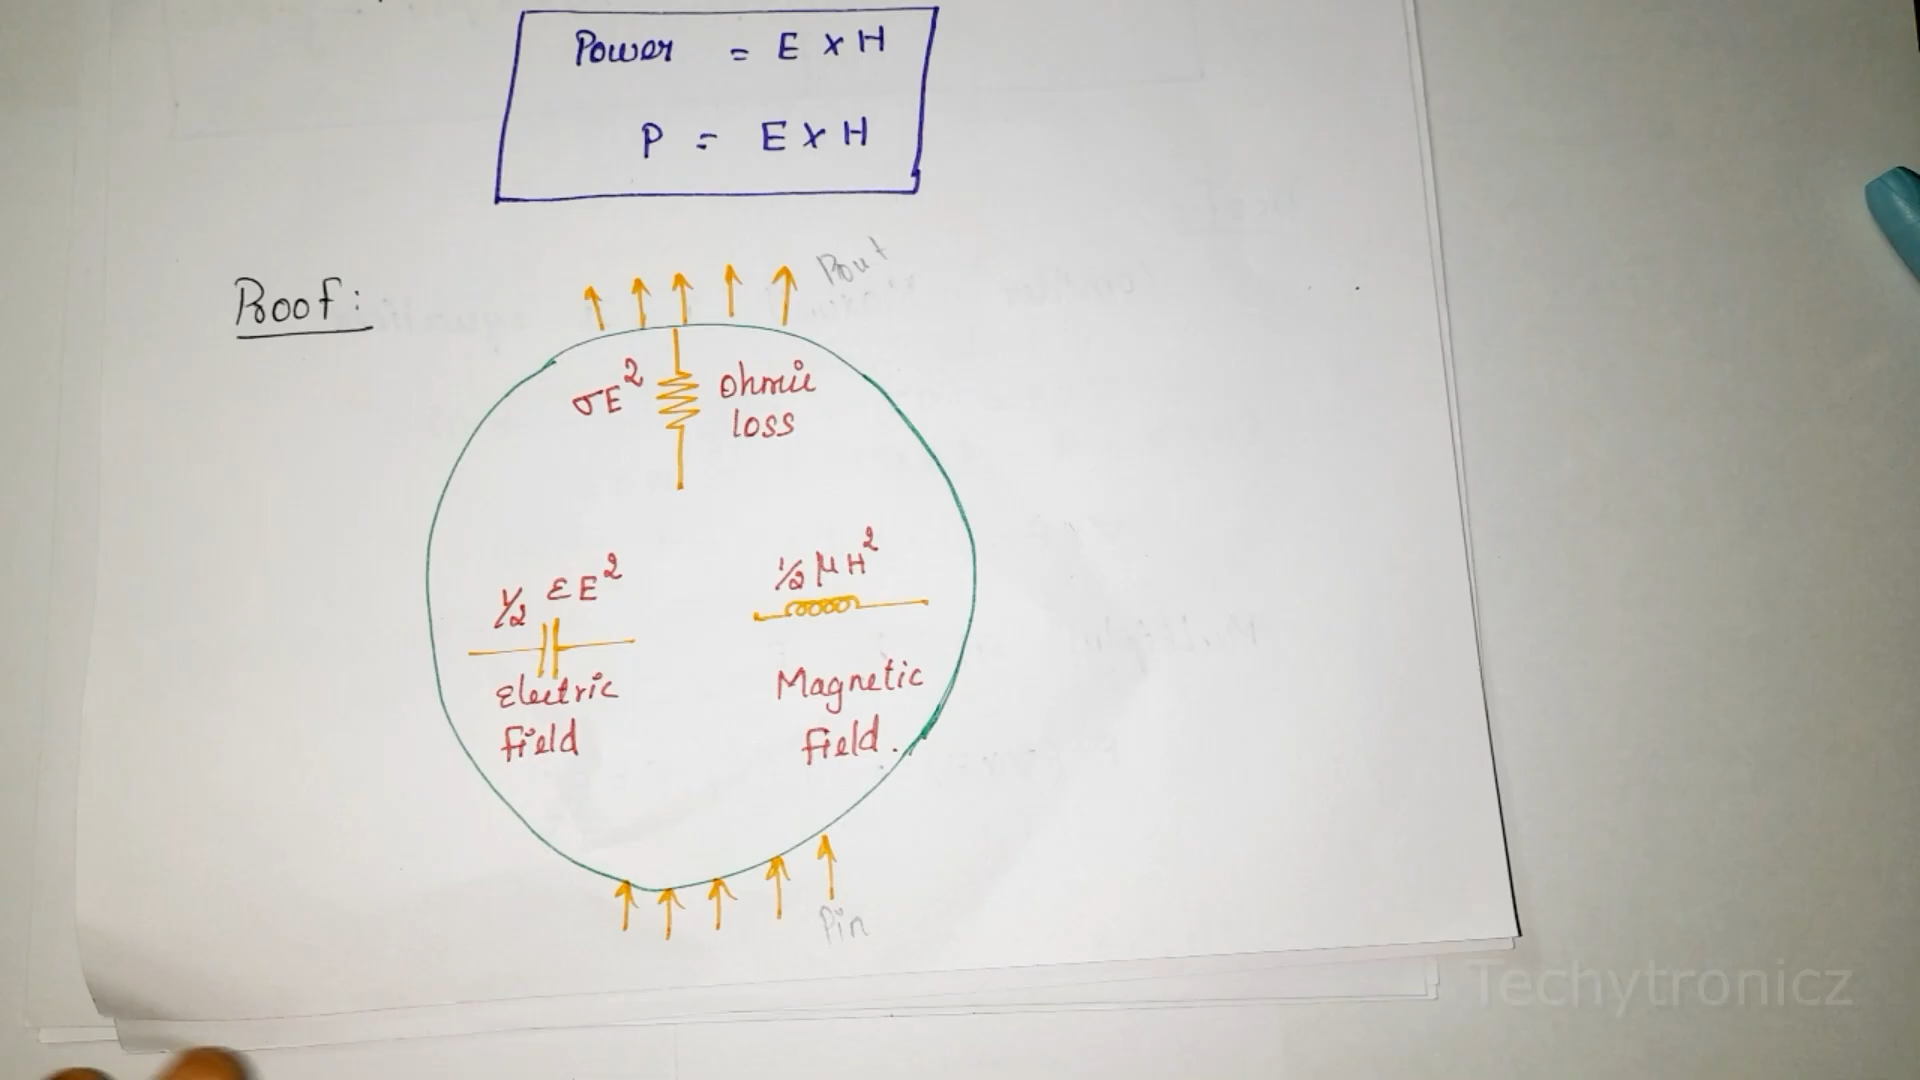 Power = E × H
P = E × H
Pout
Proof:
σE² ohmic
loss
½ εE²
½ μH²
Electric
field
Magnetic
field.
Pin
Techytronicz